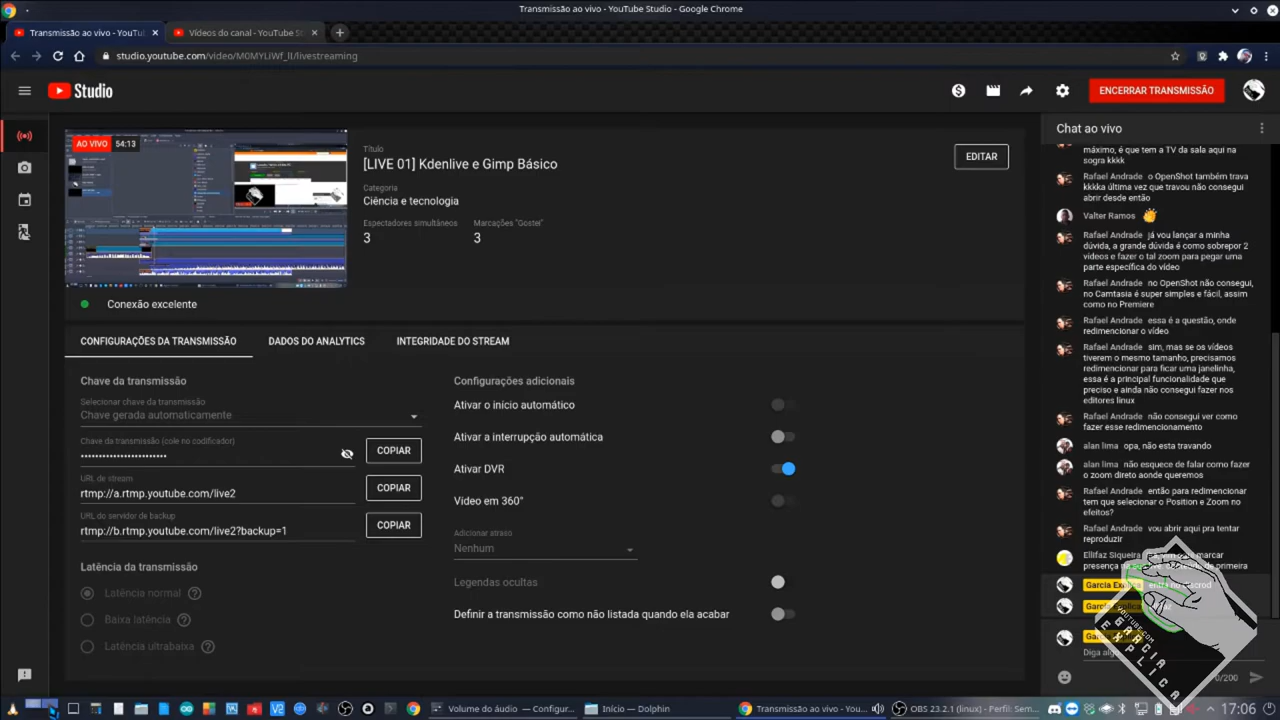 Transmissão ao vivo - YouTube Studio - Google Chrome
Transmissão ao vivo - YouTu
Vídeos do canal - YouTube St
studio.youtube.com/video/M0MYLiWf_lI/livestreaming
Studio
ENCERRAR TRANSMISSÃO
AO VIVO 54:13
Título
[LIVE 01] Kdenlive e Gimp Básico
EDITAR
Categoria
Ciência e tecnologia
Espectadores simultâneos
Marcações "Gostei"
3
3
Conexão excelente
CONFIGURAÇÕES DA TRANSMISSÃO
DADOS DO ANALYTICS
INTEGRIDADE DO STREAM
Chave da transmissão
Selecionar chave da transmissão
Chave gerada automaticamente
Chave da transmissão (cole no codificador)
••••••••••••••••••••••••
COPIAR
URL de stream
rtmp://a.rtmp.youtube.com/live2
COPIAR
URL do servidor de backup
rtmp://b.rtmp.youtube.com/live2?backup=1
COPIAR
Latência da transmissão
Latência normal
Baixa latência
Latência ultrabaixa
Configurações adicionais
Ativar o início automático
Ativar a interrupção automática
Ativar DVR
Vídeo em 360°
Adicionar atraso
Nenhum
Legendas ocultas
Definir a transmissão como não listada quando ela acabar
Chat ao vivo
máximo, é que tem a TV da sala aqui na
sogra kkkk
Rafael Andrade o OpenShot também trava
kkkka última vez que travou não consegui
abrir desde então
Valter Ramos 👏
Rafael Andrade já vou lançar a minha
dúvida, a grande dúvida é como sobrepor 2
vídeos e fazer o tal zoom para pegar uma
parte específica do vídeo
Rafael Andrade no OpenShot não consegui,
no Camtasia é super simples e fácil, assim
como no Premiere
Rafael Andrade essa é a questão, onde
redimencionar o vídeo
Rafael Andrade sim, mas se os vídeos
tiverem o mesmo tamanho, precisamos
redimensionar para ficar uma janelinha,
essa é a principal funcionalidade que
preciso e ainda não consegui fazer nos
editores linux
Rafael Andrade não consegui ver como
fazer esse redimencionamento
alan lima opa, não esta travando
alan lima não esquece de falar como fazer
o zoom direto aonde queremos
Rafael Andrade então para redimencionar
tem que selecionar o Position e Zoom no
efeitos?
Rafael Andrade vou abrir aqui pra tentar
reproduzir
Ellifaz Siqueira marcar
presença na primeira
Garcia Explica
Garcia
Garcia
Diga
0/200
YOUTUBE.COM
EGARCIA
EXPLICA
Volume do áudio — Configur...
Início — Dolphin
Transmissão ao vivo - You...
OBS 23.2.1 (linux) - Perfil: Sem...
17:06